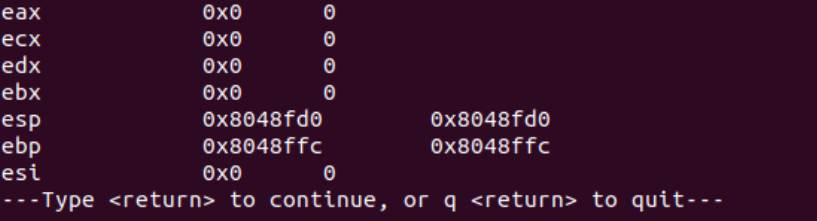 eax 0x0 0
ecx 0x0 0
edx 0x0 0
ebx 0x0 0
esp 0x8048fd0 0x8048fd0
ebp 0x8048ffc 0x8048ffc
esi 0x0 0
---Type <return> to continue, or q <return> to quit---